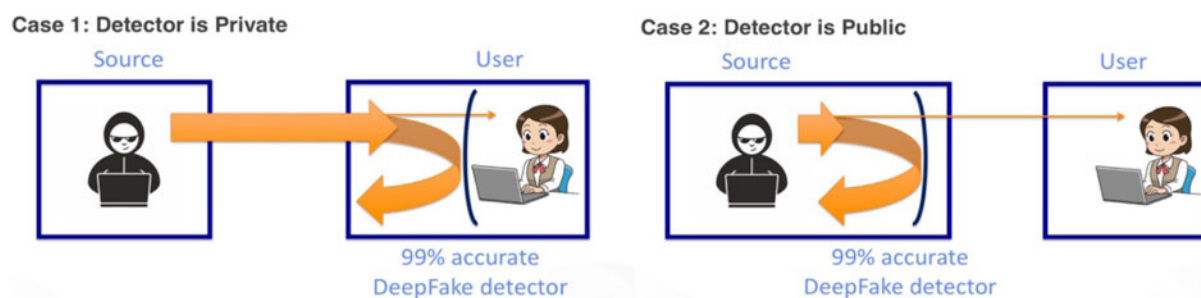 Case 1: Detector is Private
Source
User
99% accurate
DeepFake detector
Case 2: Detector is Public
Source
User
99% accurate
DeepFake detector